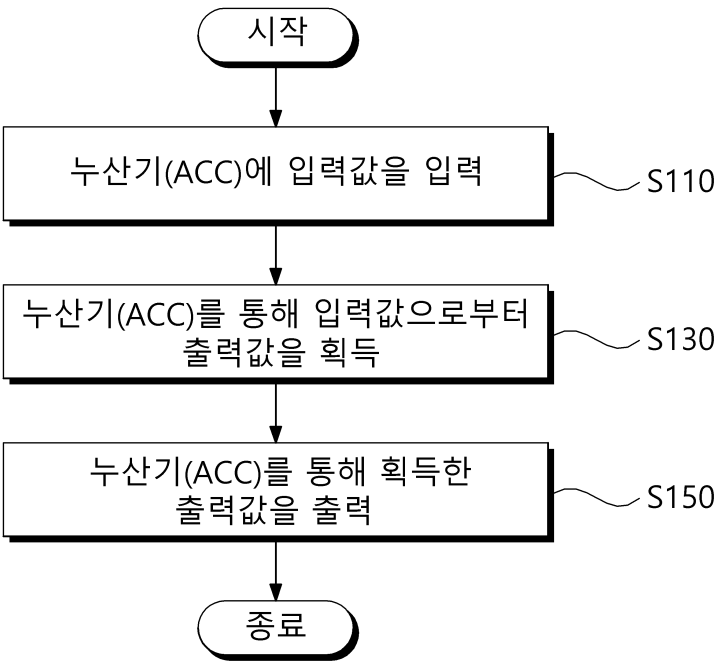 시작
누산기(ACC)에 입력값을 입력
S110
누산기(ACC)를 통해 입력값으로부터
출력값을 획득
S130
누산기(ACC)를 통해 획득한
출력값을 출력
S150
종료